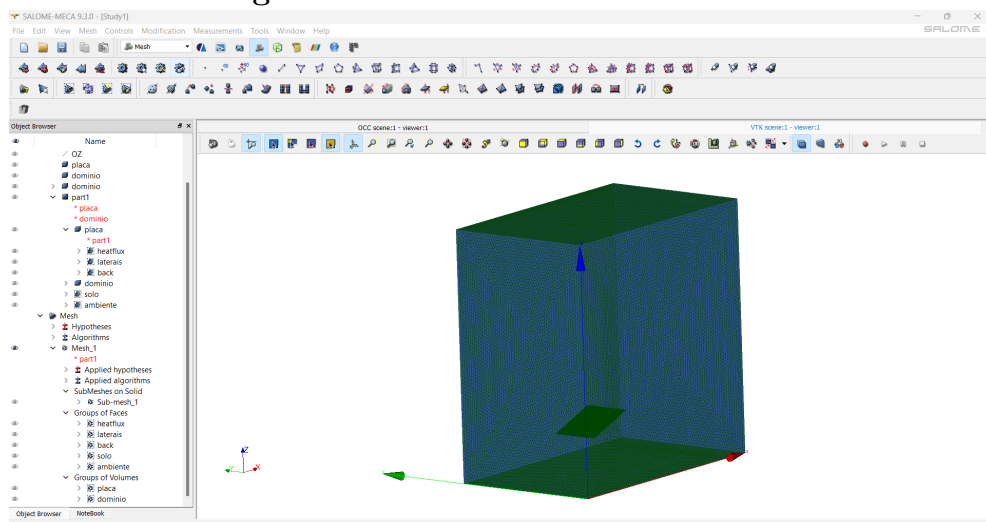 SALOME-MECA 9.3.0 - [Study1]
File Edit View Mesh Controls Modification Measurements Tools Window Help
SALOME
Mesh
Object Browser
OCC scene:1 - viewer:1
VTK scene:1 - viewer:1
Name
OZ
placa
dominio
dominio
part1
* placa
* dominio
placa
* part1
heatflux
laterais
back
dominio
solo
ambiente
Mesh
Hypotheses
Algorithms
Mesh_1
* part1
Applied hypotheses
Applied algorithms
SubMeshes on Solid
Sub-mesh_1
Groups of Faces
heatflux
laterais
back
solo
ambiente
Groups of Volumes
placa
dominio
Z
Y
X
Object Browser NoteBook